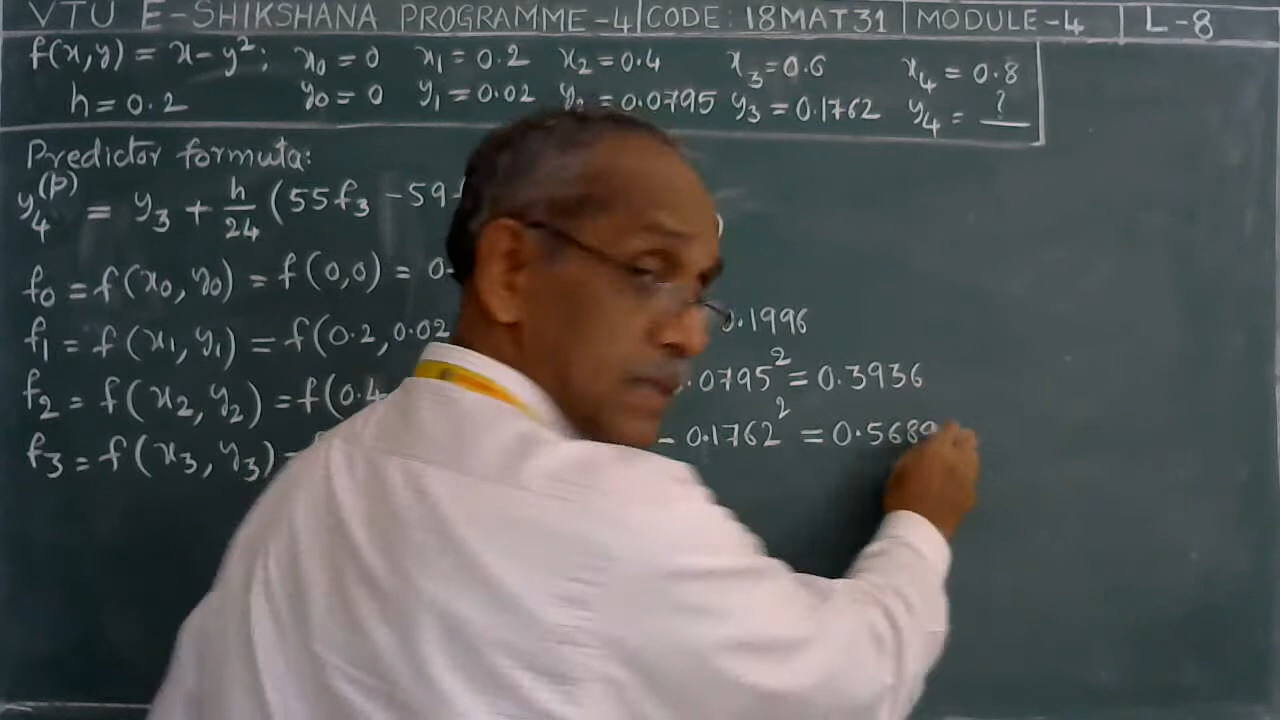 VTU E-SHIKSHANA PROGRAMME-4 | CODE: 18MAT31 | MODULE-4 | L-8
f(x,y) = x-y²; x₀ = 0 x₁ = 0.2 x₂ = 0.4 x₃ = 0.6 x₄ = 0.8
h = 0.2 y₀ = 0 y₁ = 0.02 y₂ = 0.0795 y₃ = 0.1762 y₄ = ?
Predictor formula:
y₄⁽ᵖ⁾ = y₃ + h/24 (55f₃ - 59 )
f₀ = f(x₀, y₀) = f(0,0) = 0-
f₁ = f(x₁, y₁) = f(0.2, 0.02 0.1996
f₂ = f(x₂, y₂) = f(0.4 .0795² = 0.3936
f₃ = f(x₃, y₃) = - 0.1762² = 0.5689